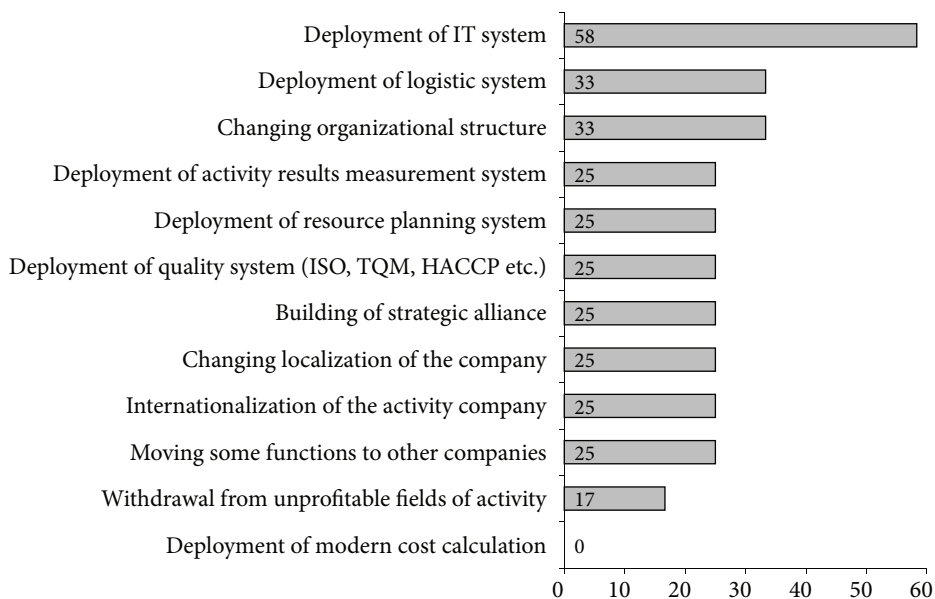 Deployment of IT system 58
Deployment of logistic system 33
Changing organizational structure 33
Deployment of activity results measurement system 25
Deployment of resource planning system 25
Deployment of quality system (ISO, TQM, HACCP etc.) 25
Building of strategic alliance 25
Changing localization of the company 25
Internationalization of the activity company 25
Moving some functions to other companies 25
Withdrawal from unprofitable fields of activity 17
Deployment of modern cost calculation 0
0 10 20 30 40 50 60